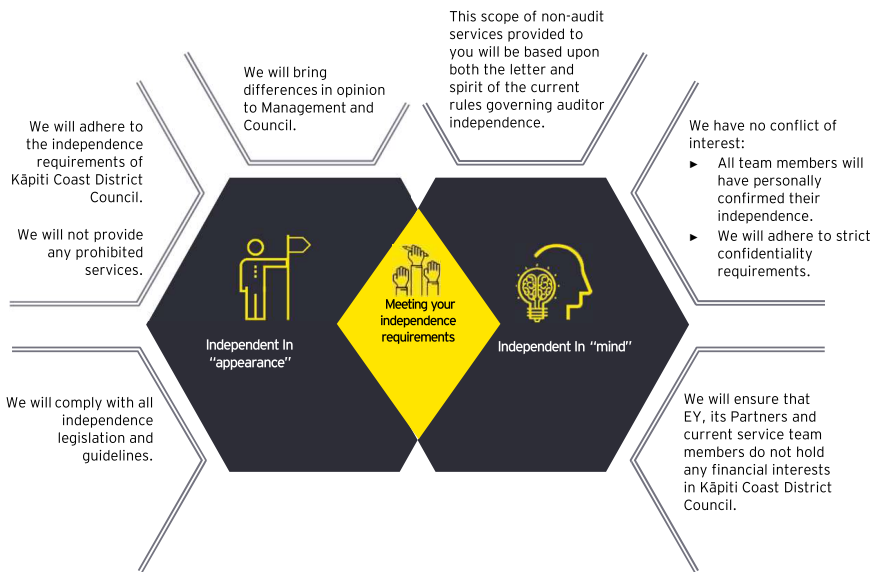 This scope of non-audit
services provided to
you will be based upon
both the letter and
spirit of the current
rules governing auditor
independence.
We will bring
differences in opinion
to Management and
Council.
We will adhere to
the independence
requirements of
Kāpiti Coast District
Council.
We will not provide
any prohibited
services.
We have no conflict of
interest:
► All team members will
have personally
confirmed their
independence.
► We will adhere to strict
confidentiality
requirements.
Independent In
“appearance”
Meeting your
independence
requirements
Independent In “mind”
We will comply with all
independence
legislation and
guidelines.
We will ensure that
EY, its Partners and
current service team
members do not hold
any financial interests
in Kāpiti Coast District
Council.